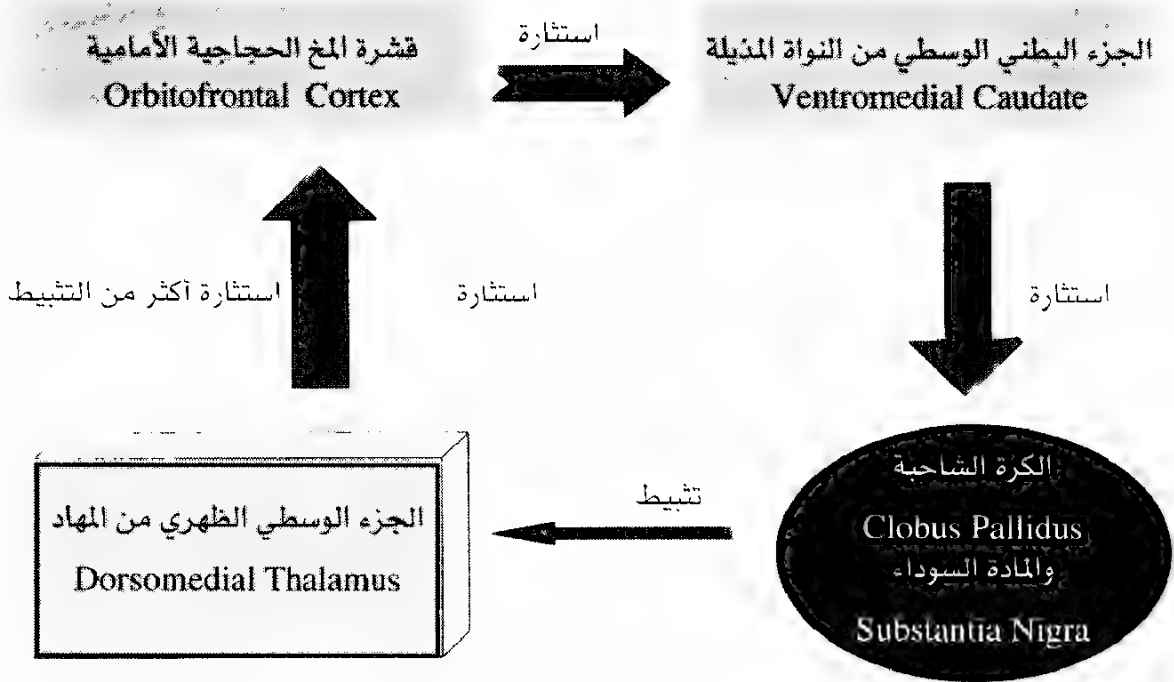 قشرة المخ الحجاجية الأمامية
Orbitofrontal Cortex
استثارة
الجزء البطني الوسطي من النواة المذيلة
Ventromedial Caudate
استثارة أكثر من التثبيط
استثارة
استثارة
الجزء الوسطي الظهري من المهاد
Dorsomedial Thalamus
تثبيط
الكرة الشاحبة
Clobus Pallidus
والمادة السوداء
Substantia Nigra